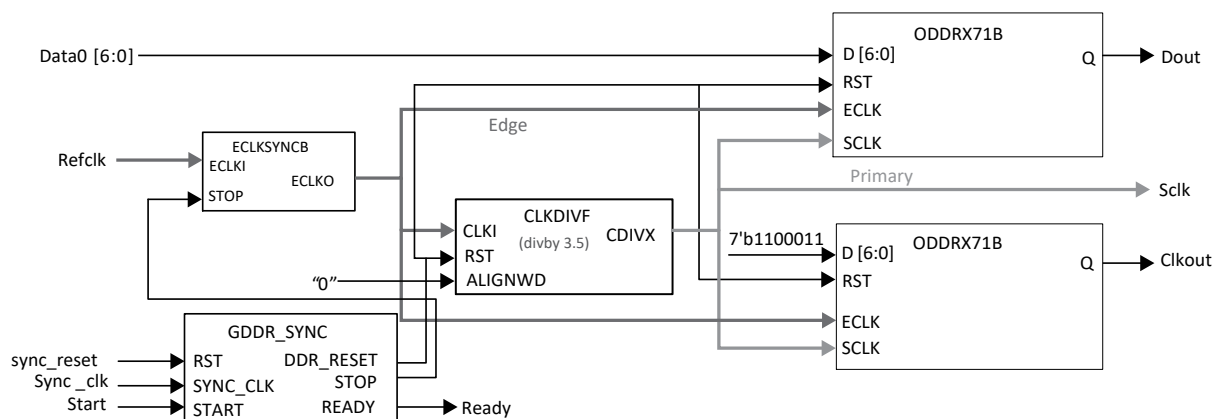 ODDRX71B
Data0 [6:0]
D [6:0]
Q
Dout
RST
ECLK
Edge
SCLK
ECLKSYNCB
Refclk
ECLKI
ECLKO
STOP
Primary
Sclk
CLKDIVF
CLKI
(divby 3.5)
CDIVX
RST
"0"
ALIGNWD
7'b1100011
ODDRX71B
D [6:0]
Q
Clkout
RST
ECLK
SCLK
GDDR_SYNC
sync_reset
RST
DDR_RESET
Sync _clk
SYNC_CLK
STOP
Start
START
READY
Ready